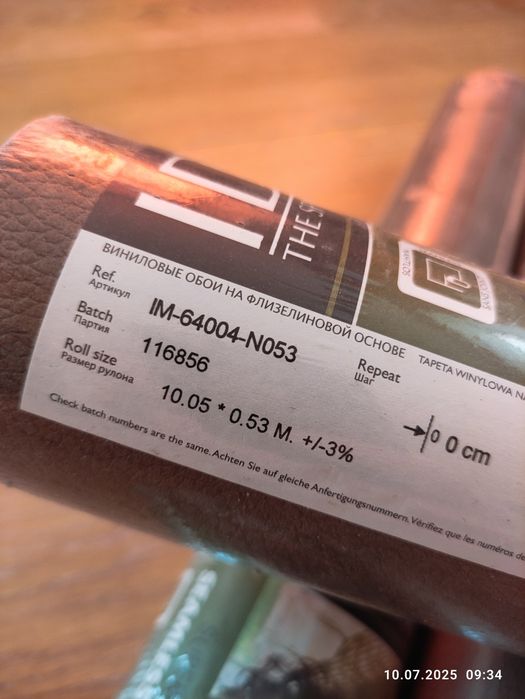 THE
ВИНИЛОВЫЕ ОБОИ НА ФЛИЗЕЛИНОВОЙ ОСНОВЕ TAPETA WINYLOWA
Ref. IM-64004-N053
Артикул
Repeat
Шаг
0 0 cm
Batch 116856
Партия
Roll size 10.05 * 0.53 M. +/-3%
Размер рулона
Check batch numbers are the same. Achten Sie auf gleiche Anfertigungsnummern. Vérifiez que les numéros de
SEAMLESS
10.07.2025 09:34